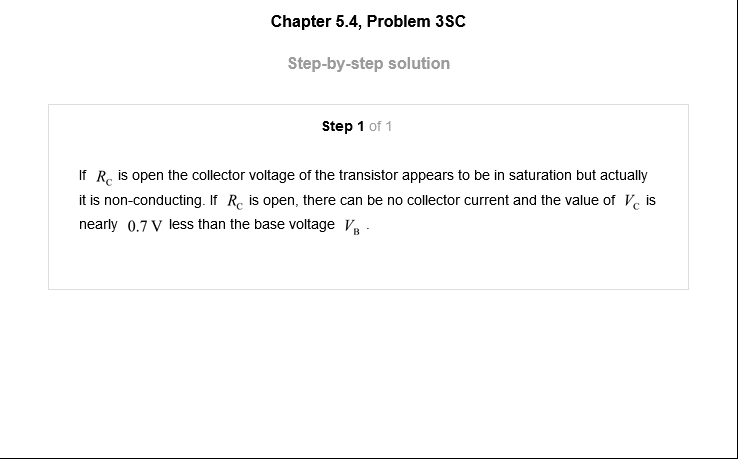 Chapter 5.4, Problem 3SC
Step-by-step solution
Step 1 of 1
If R_C is open the collector voltage of the transistor appears to be in saturation but actually
it is non-conducting. If R_C is open, there can be no collector current and the value of V_C is
nearly 0.7 V less than the base voltage V_B .